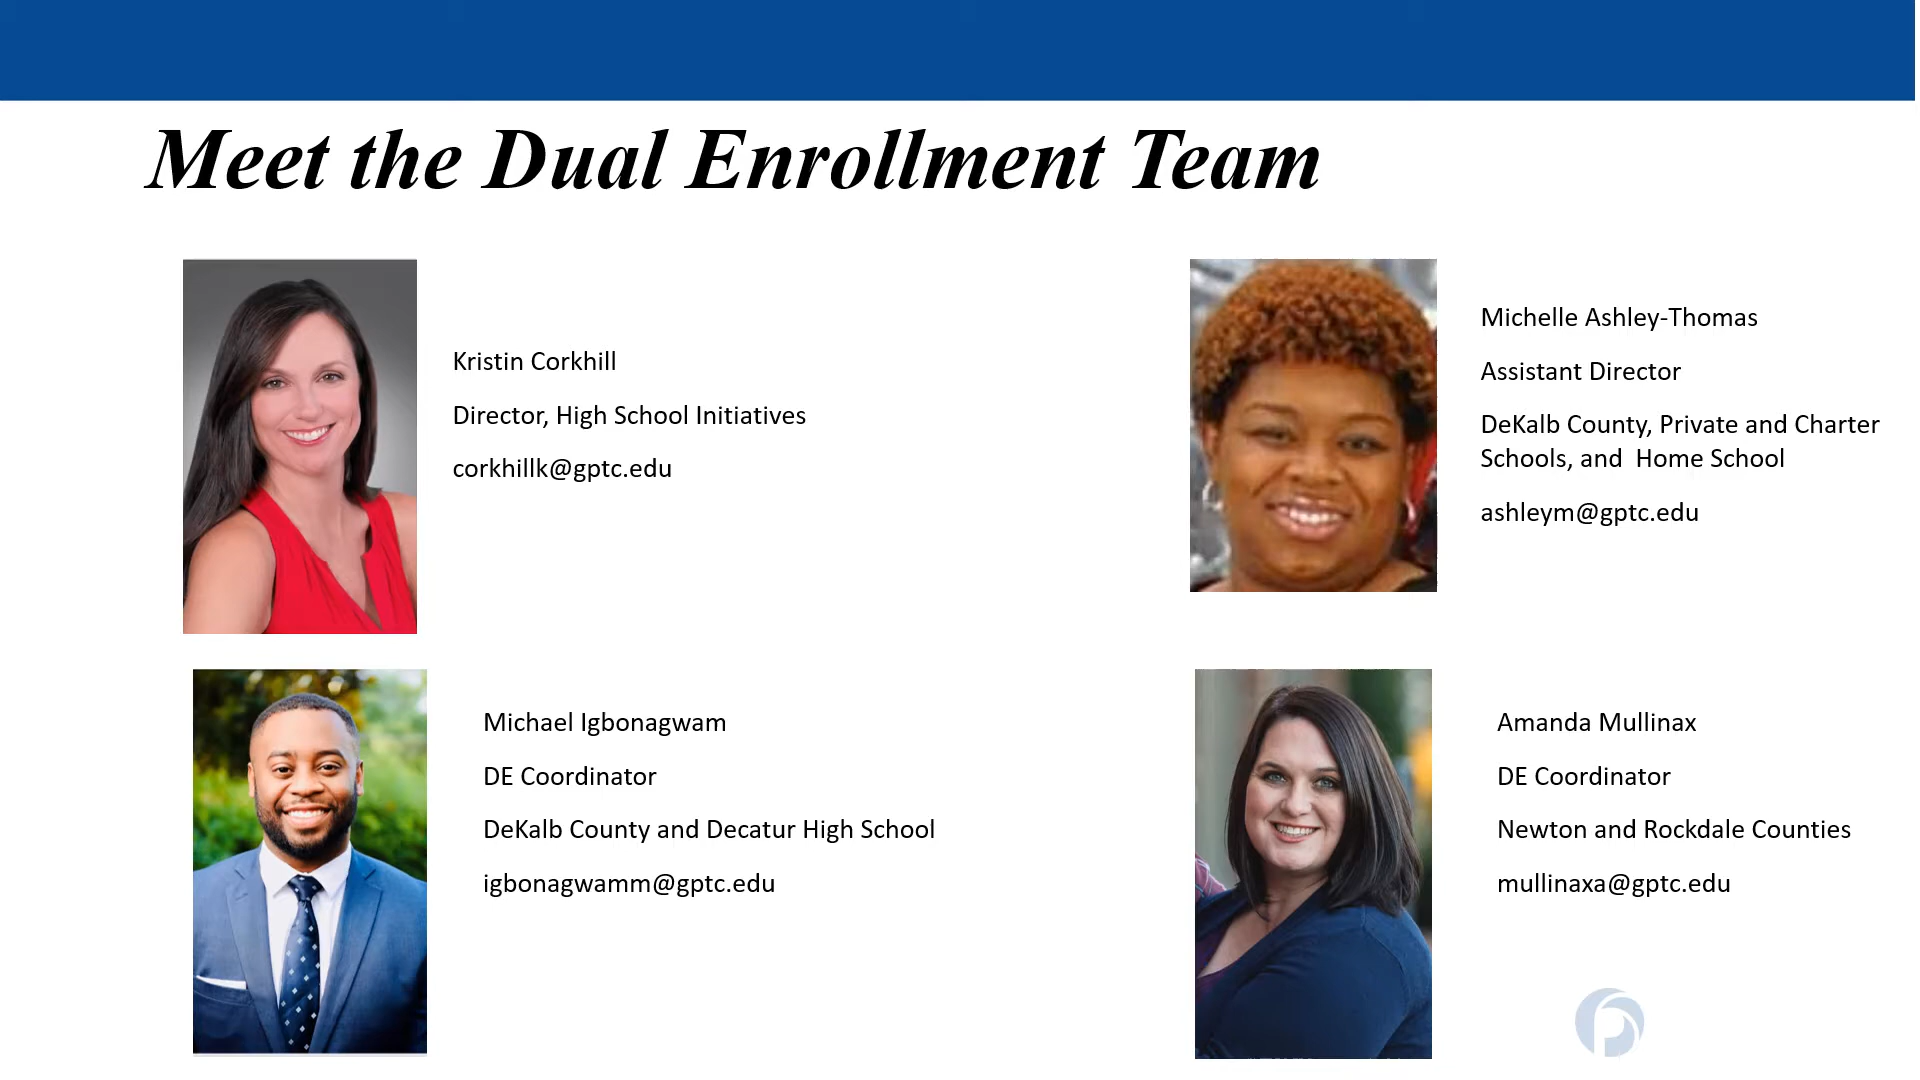 Meet the Dual Enrollment Team
Kristin Corkhill
Director, High School Initiatives
corkhillk@gptc.edu
Michelle Ashley-Thomas
Assistant Director
DeKalb County, Private and Charter
Schools, and  Home School
ashleym@gptc.edu
Michael Igbonagwam
DE Coordinator
DeKalb County and Decatur High School
igbonagwamm@gptc.edu
Amanda Mullinax
DE Coordinator
Newton and Rockdale Counties
mullinaxa@gptc.edu